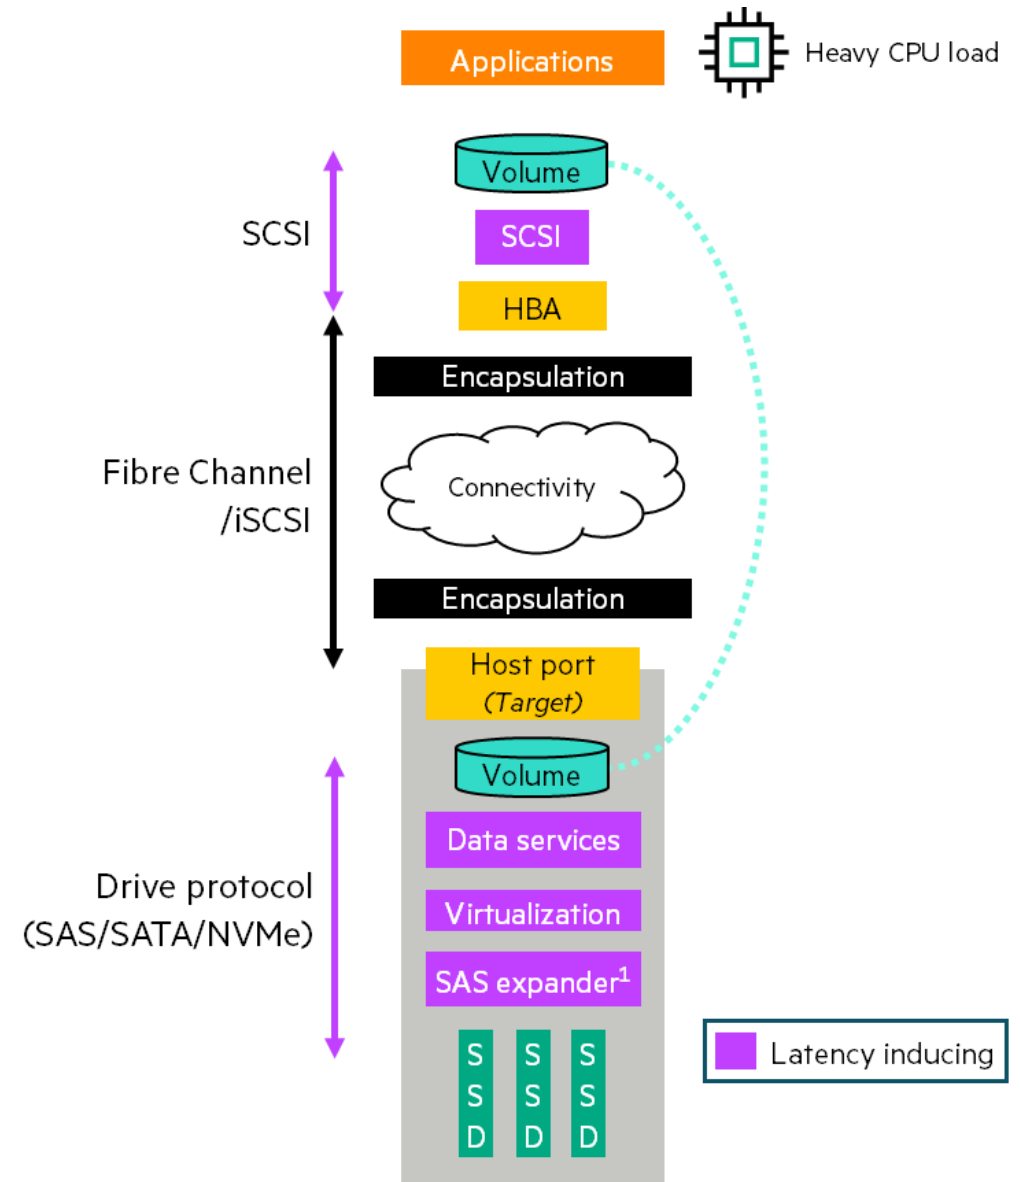 Applications
Heavy CPU load
Volume
SCSI
SCSI
HBA
Encapsulation
Fibre Channel
/iSCSI
Connectivity
Encapsulation
Host port
(Target)
Volume
Data services
Drive protocol
(SAS/SATA/NVMe)
Virtualization
SAS expander¹
S S S
S S S
D D D
Latency inducing